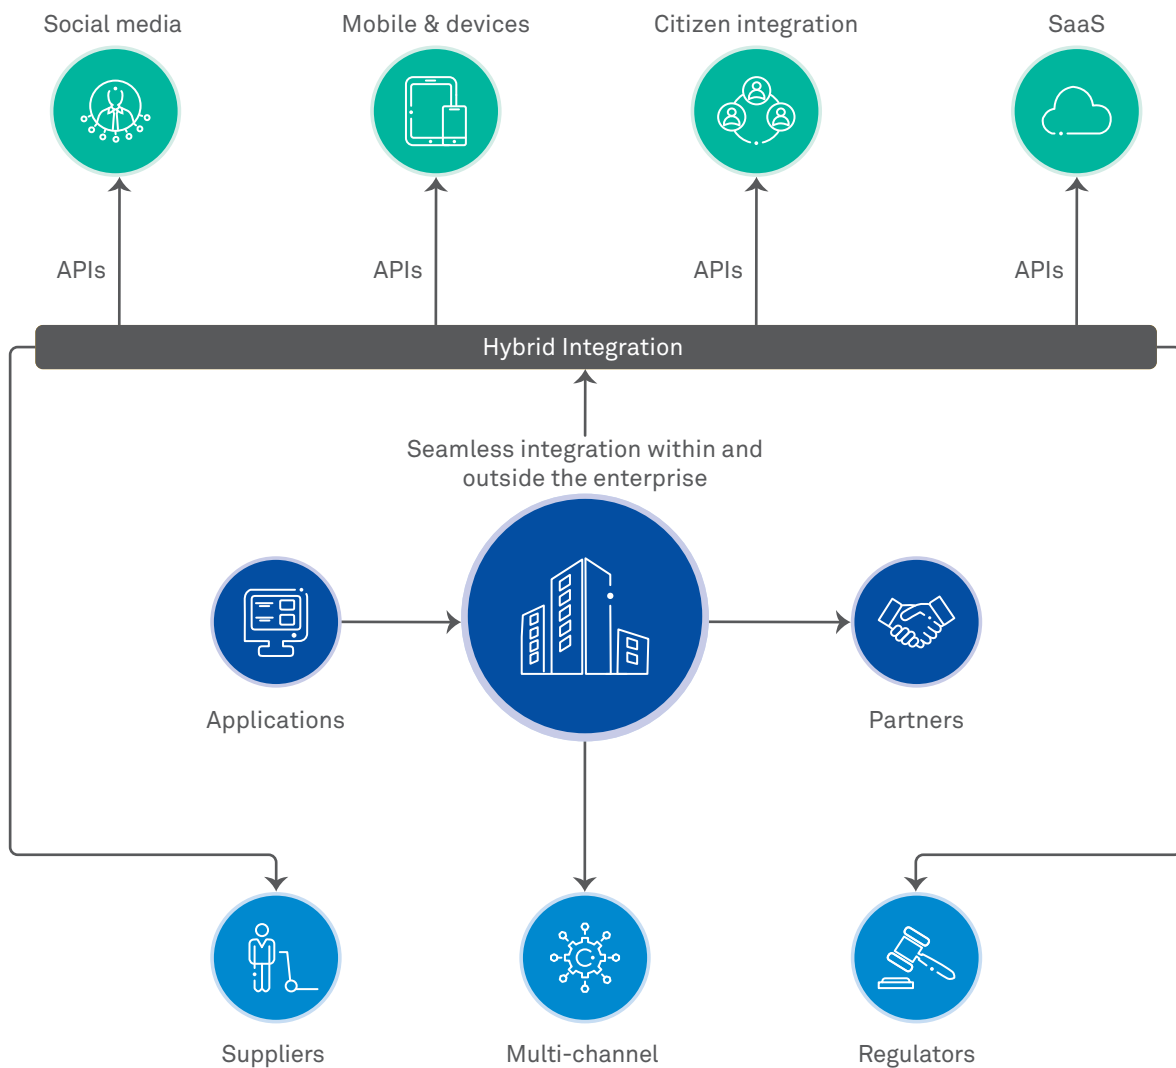 Social media
Mobile & devices
Citizen integration
SaaS
APIs
APIs
APIs
APIs
Hybrid Integration
Seamless integration within and
outside the enterprise
Applications
Partners
Suppliers
Multi-channel
Regulators